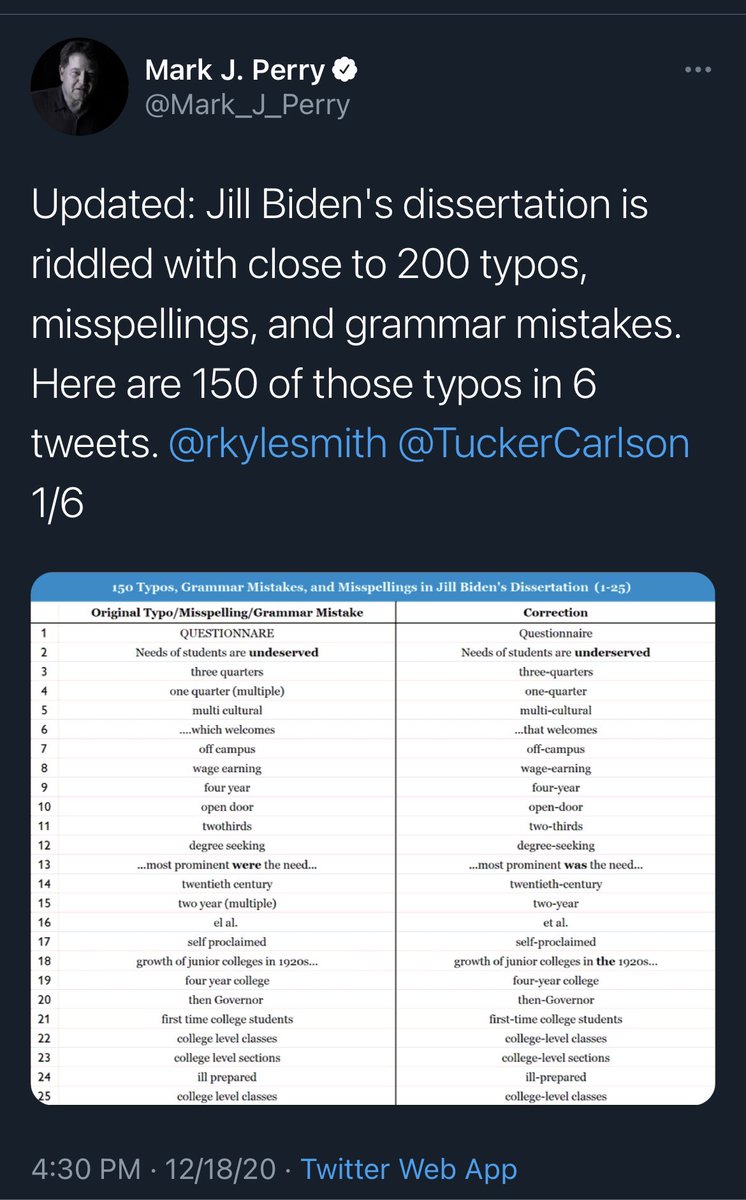 Mark J. Perry
@Mark_J_Perry
Updated: Jill Biden's dissertation is
riddled with close to 200 typos,
misspellings, and grammar mistakes.
Here are 150 of those typos in 6
tweets. @rkylesmith @TuckerCarlson
1/6
150 Typos, Grammar Mistakes, and Misspellings in Jill Biden's Dissertation (1-25)
Original Typo/Misspelling/Grammar Mistake Correction
1 QUESTIONNARE Questionnaire
2 Needs of students are undeserved Needs of students are underserved
3 three quarters three-quarters
4 one quarter (multiple) one-quarter
5 multi cultural multi-cultural
6 ....which welcomes ...that welcomes
7 off campus off-campus
8 wage earning wage-earning
9 four year four-year
10 open door open-door
11 twothirds two-thirds
12 degree seeking degree-seeking
13 ...most prominent were the need... ...most prominent was the need...
14 twentieth century twentieth-century
15 two year (multiple) two-year
16 el al. et al.
17 self proclaimed self-proclaimed
18 growth of junior colleges in 1920s... growth of junior colleges in the 1920s...
19 four year college four-year college
20 then Governor then-Governor
21 first time college students first-time college students
22 college level classes college-level classes
23 college level sections college-level sections
24 ill prepared ill-prepared
25 college level classes college-level classes
4:30 PM · 12/18/20 · Twitter Web App